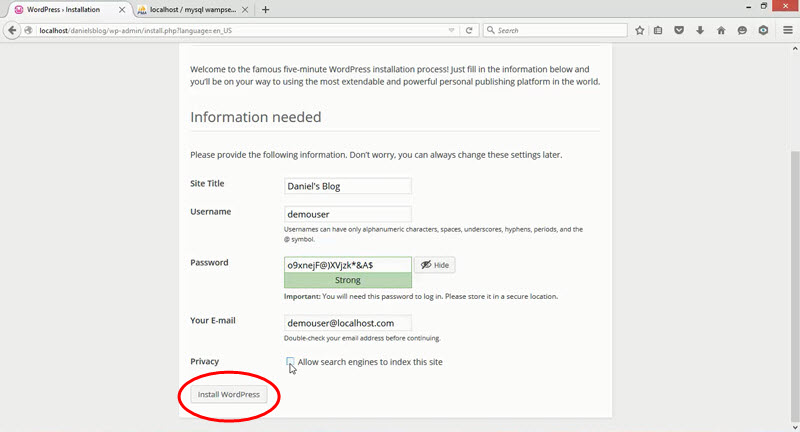 WordPress › Installation
localhost / mysql wampse...
localhost/danielsblog/wp-admin/install.php?language=en_US
Search
Welcome to the famous five-minute WordPress installation process! Just fill in the information below and
you'll be on your way to using the most extendable and powerful personal publishing platform in the world.
Information needed
Please provide the following information. Don't worry, you can always change these settings later.
Site Title
Daniel's Blog
Username
demouser
Usernames can have only alphanumeric characters, spaces, underscores, hyphens, periods, and the
@ symbol.
Password
o9xnejF@)XVjzk*&A$
Hide
Strong
Important: You will need this password to log in. Please store it in a secure location.
Your E-mail
demouser@localhost.com
Double-check your email address before continuing.
Privacy
Allow search engines to index this site
Install WordPress